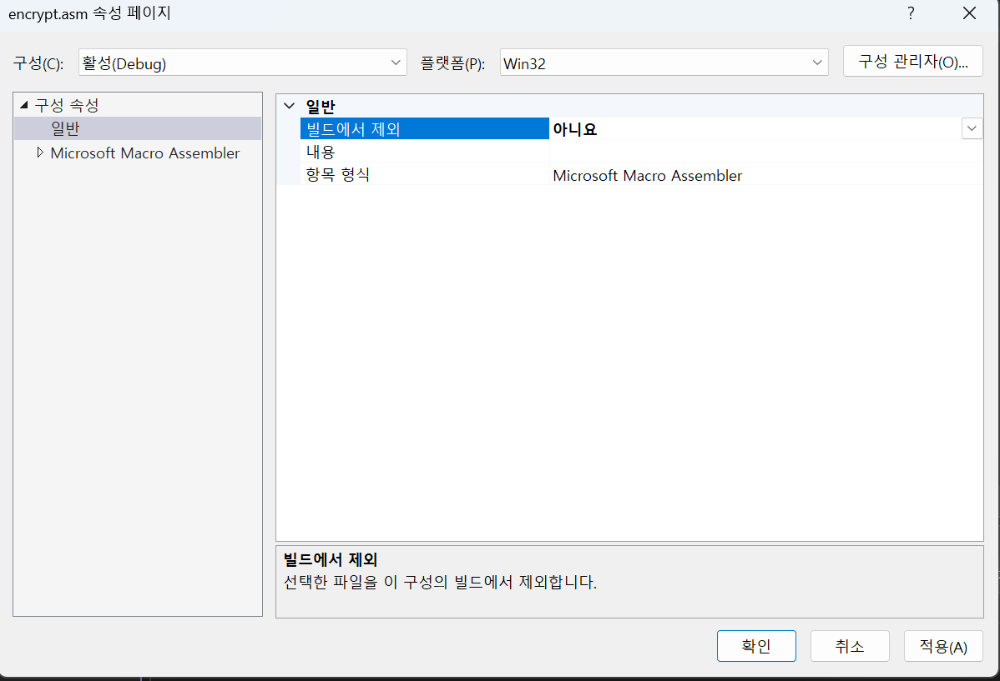 encrypt.asm 속성 페이지 ?
구성(C): 활성(Debug) 플랫폼(P): Win32 구성 관리자(O)...
구성 속성
일반
Microsoft Macro Assembler
일반
빌드에서 제외 아니요
내용
항목 형식 Microsoft Macro Assembler
빌드에서 제외
선택한 파일을 이 구성의 빌드에서 제외합니다.
확인 취소 적용(A)